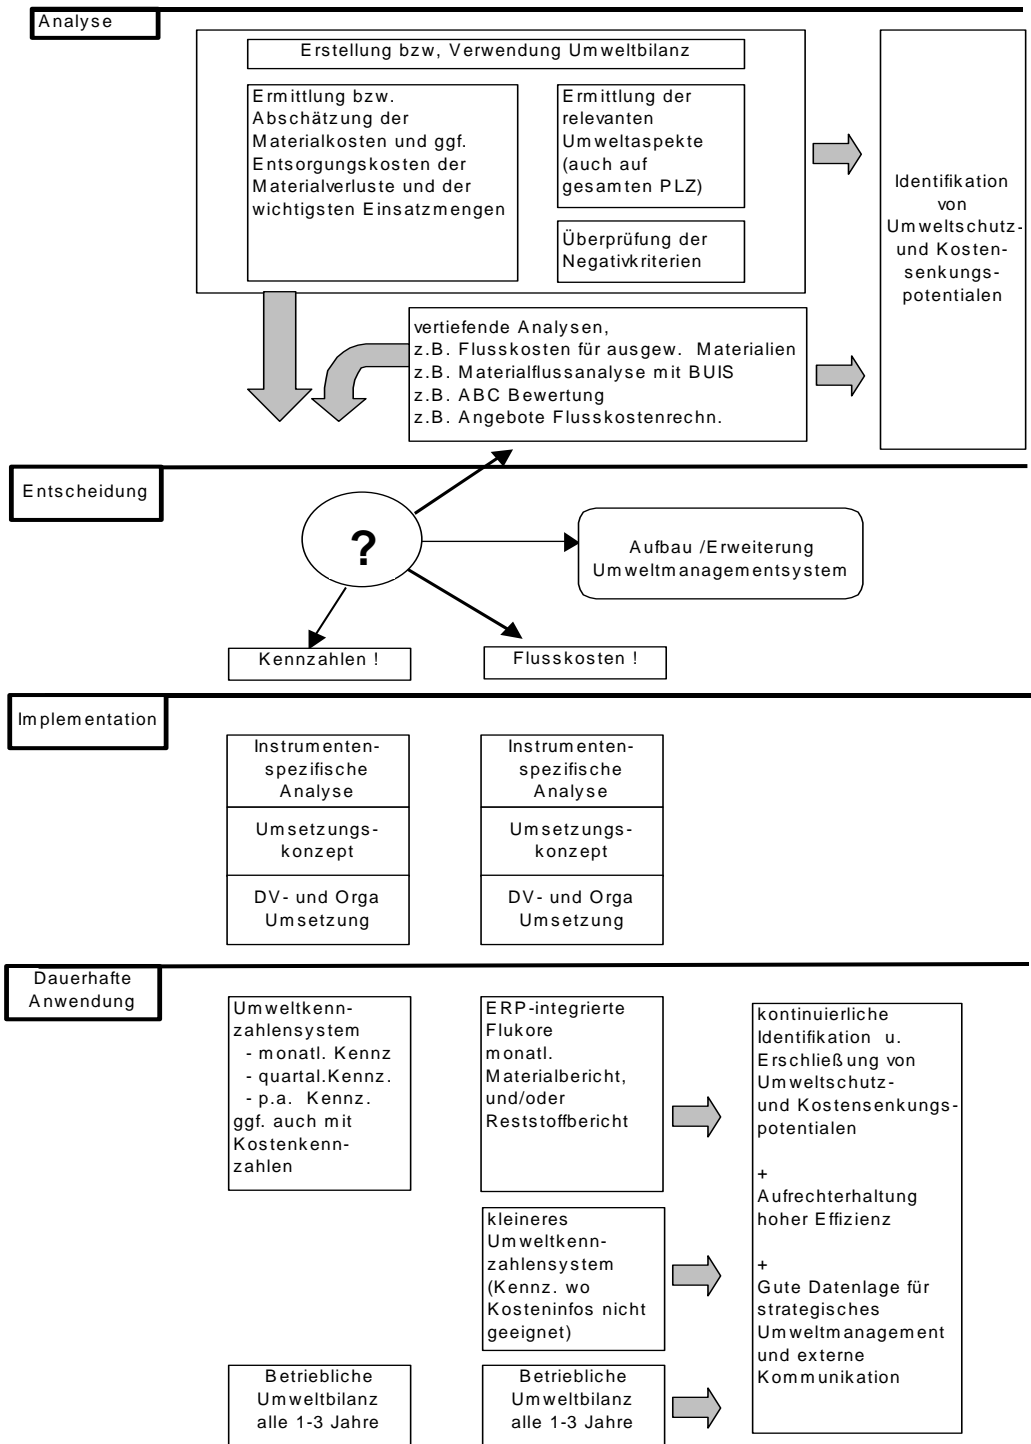 Analyse
Erstellung bzw, Verwendung Umweltbilanz
Ermittlung bzw.
Abschätzung der
Materialkosten und ggf.
Entsorgungskosten der
Materialverluste und der
wichtigsten Einsatzmengen
Ermittlung der
relevanten
Umweltaspekte
(auch auf
gesamten PLZ)
Überprüfung der
Negativkriterien
Identifikation
von
Umweltschutz-
und Kosten-
senkungs-
potentialen
vertiefende Analysen,
z.B. Flusskosten für ausgew. Materialien
z.B. Materialflussanalyse mit BUIS
z.B. ABC Bewertung
z.B. Angebote Flusskostenrechn.
Entscheidung
?
Aufbau /Erweiterung
Umweltmanagementsystem
Kennzahlen !
Flusskosten !
Implementation
Instrumenten-
spezifische
Analyse
Umsetzungs-
konzept
DV- und Orga
Umsetzung
Instrumenten-
spezifische
Analyse
Umsetzungs-
konzept
DV- und Orga
Umsetzung
Dauerhafte
Anwendung
Umweltkenn-
zahlensystem
- monatl. Kennz
- quartal.Kennz.
- p.a. Kennz.
ggf. auch mit
Kostenkenn-
zahlen
ERP-integrierte
Flukore
monatl.
Materialbericht,
und/oder
Reststoffbericht
kleineres
Umweltkenn-
zahlensystem
(Kennz. wo
Kosteninfos nicht
geeignet)
Betriebliche
Umweltbilanz
alle 1-3 Jahre
Betriebliche
Umweltbilanz
alle 1-3 Jahre
kontinuierliche
Identifikation u.
Erschließung von
Umweltschutz-
und Kostensenkungs-
potentialen
+
Aufrechterhaltung
hoher Effizienz
+
Gute Datenlage für
strategisches
Umweltmanagement
und externe
Kommunikation